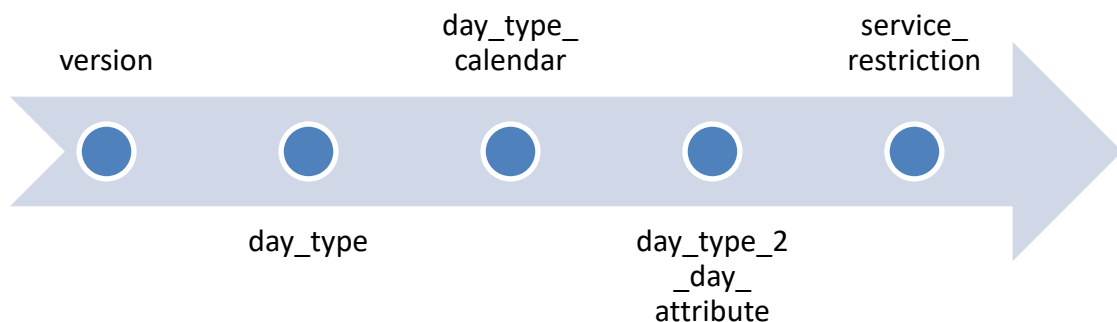 version
day_type
day_type_
calendar
day_type_2
_day_
attribute
service_
restriction